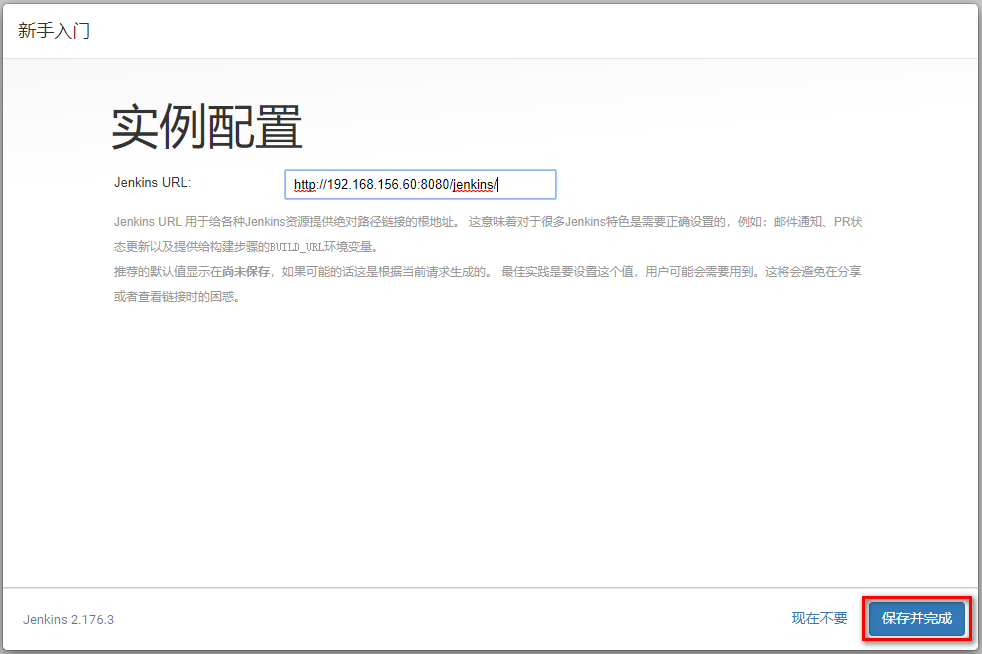 新手入门
实例配置
Jenkins URL: http://192.168.156.60:8080/jenkins/
Jenkins URL 用于给各种Jenkins资源提供绝对路径链接的根地址。 这意味着对于很多Jenkins特色是需要正确设置的，例如：邮件通知、PR状
态更新以及提供给构建步骤的BUILD_URL环境变量。
推荐的默认值显示在尚未保存，如果可能的话这是根据当前请求生成的。 最佳实践是要设置这个值，用户可能会需要用到。这将会避免在分享
或者查看链接时的困惑。
Jenkins 2.176.3
现在不要
保存并完成